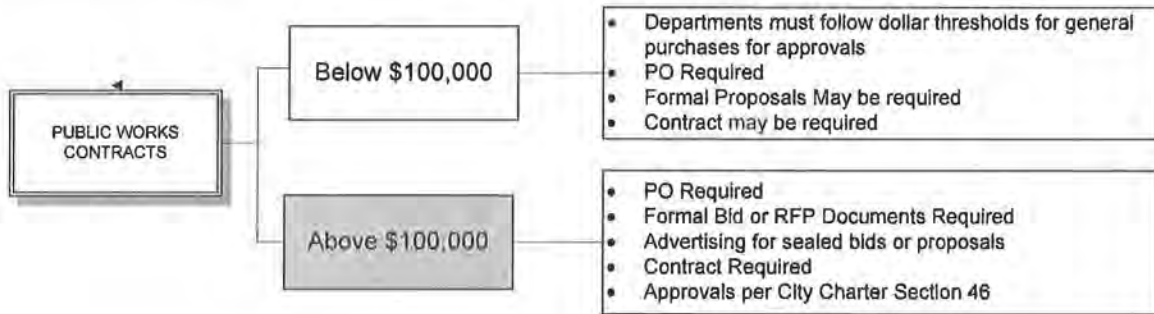 PUBLIC WORKS
CONTRACTS
Below $100,000
• Departments must follow dollar thresholds for general
purchases for approvals
• PO Required
• Formal Proposals May be required
• Contract may be required
Above $100,000
• PO Required
• Formal Bid or RFP Documents Required
• Advertising for sealed bids or proposals
• Contract Required
• Approvals per City Charter Section 46